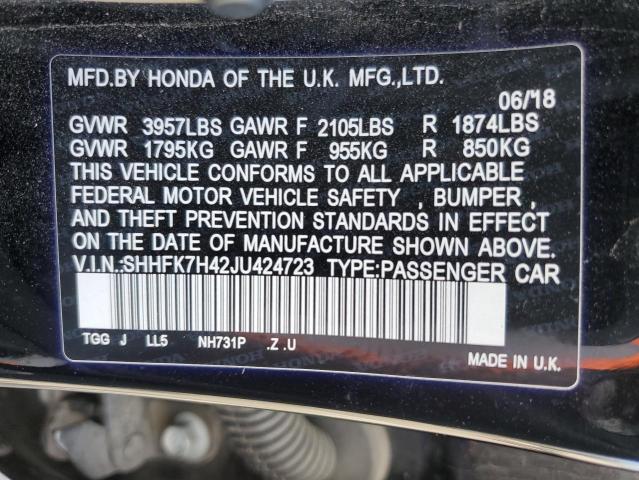 MFD.BY HONDA OF THE U.K. MFG.,LTD.
06/18
GVWR 3957LBS GAWR F 2105LBS R 1874LBS
GVWR 1795KG GAWR F 955KG R 850KG
THIS VEHICLE CONFORMS TO ALL APPLICABLE
FEDERAL MOTOR VEHICLE SAFETY , BUMPER ,
AND THEFT PREVENTION STANDARDS IN EFFECT
ON THE DATE OF MANUFACTURE SHOWN ABOVE.
V.I.N.:SHHFK7H42JU424723 TYPE:PASSENGER CAR
TGG J LL5 NH731P .Z .U
MADE IN U.K.